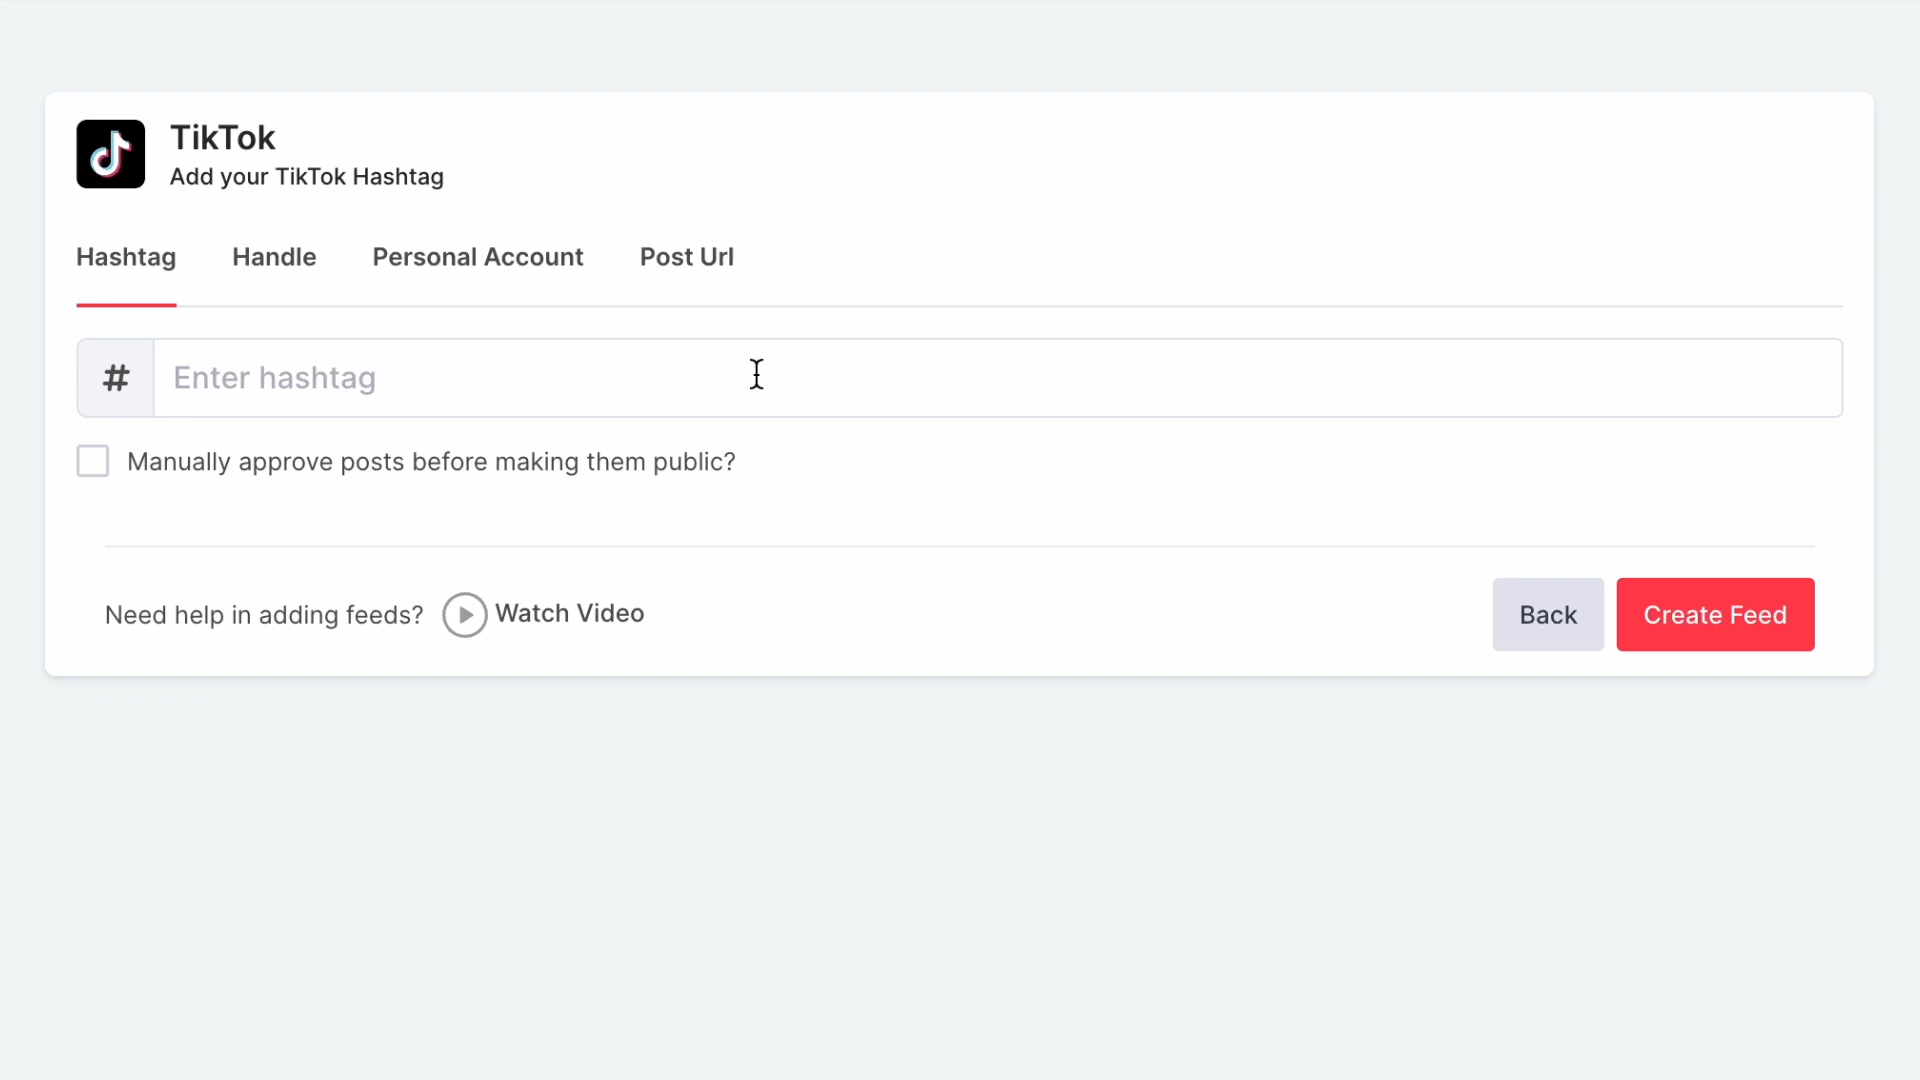 TikTok
Add your TikTok Hashtag
Hashtag Handle Personal Account Post Url
# Enter hashtag
Manually approve posts before making them public?
Need help in adding feeds? Watch Video Back Create Feed